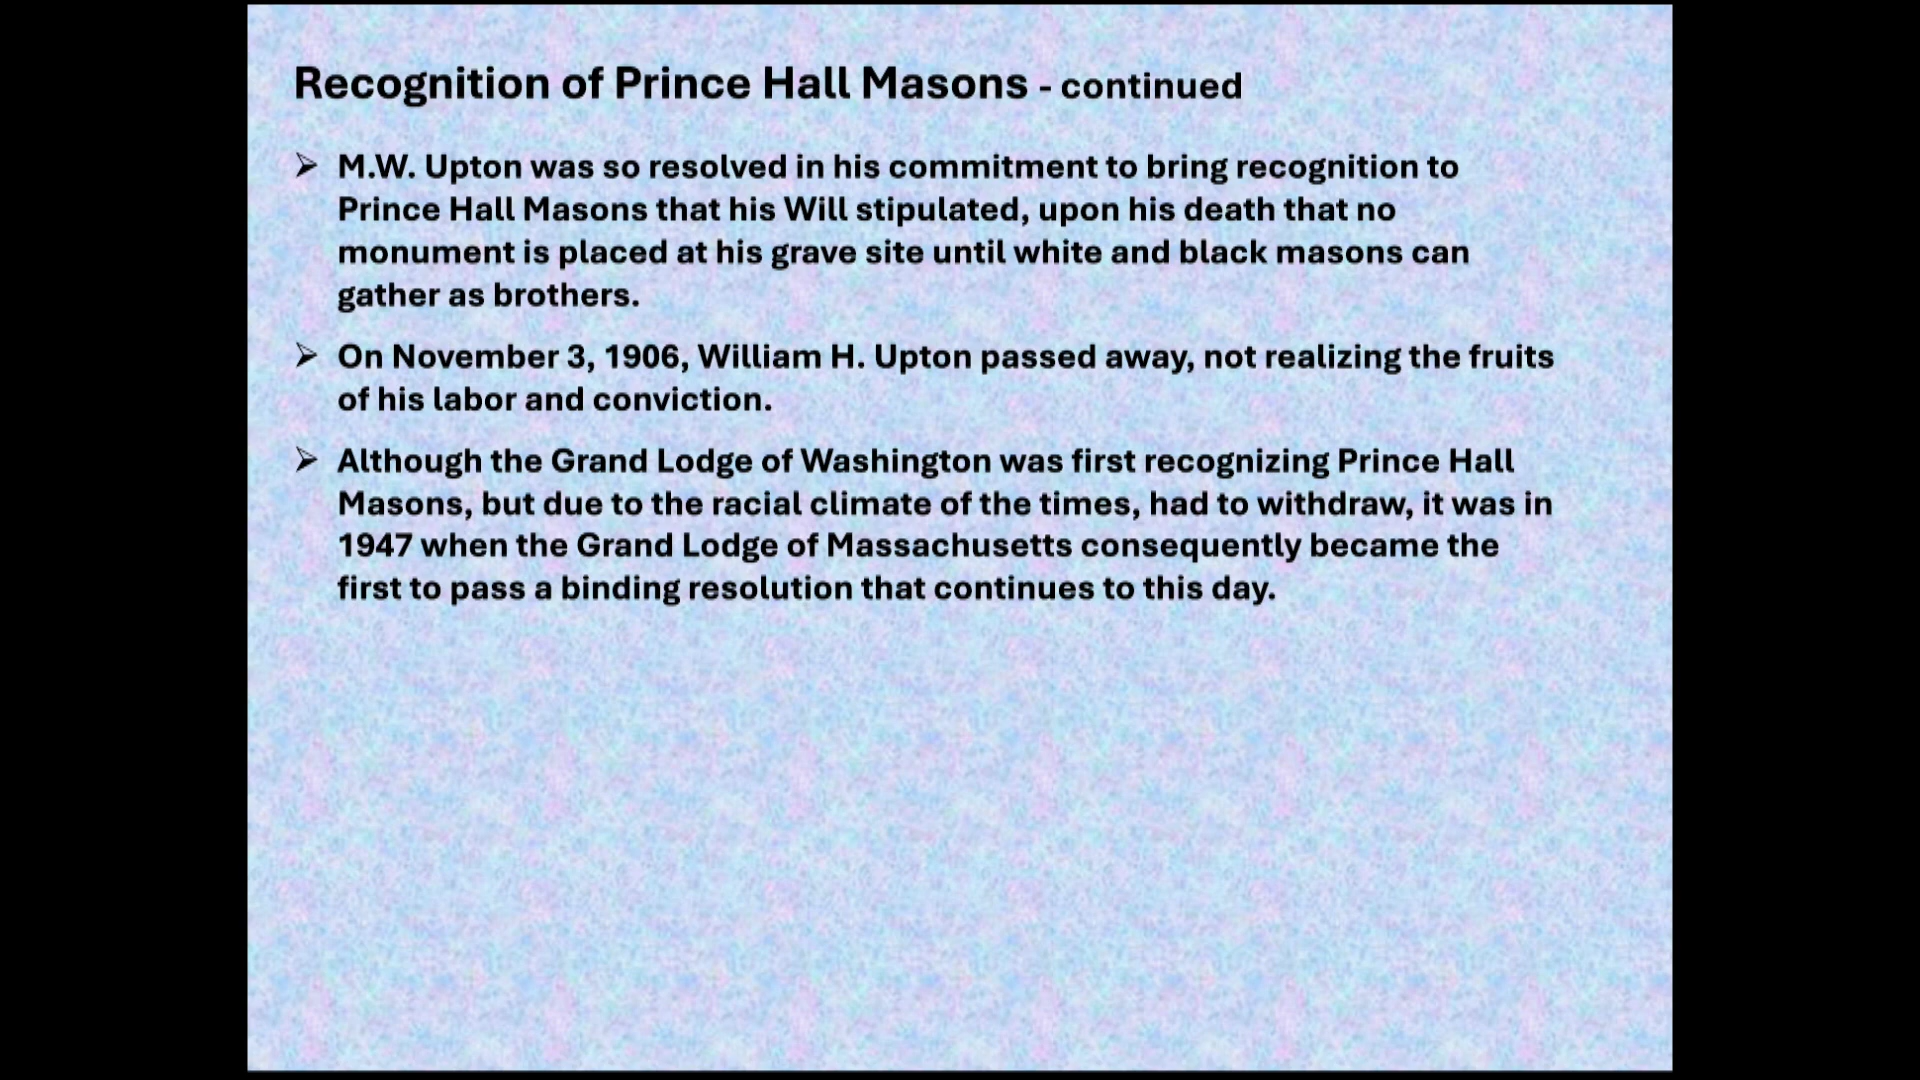 Recognition of Prince Hall Masons - continued
➢ M.W. Upton was so resolved in his commitment to bring recognition to
Prince Hall Masons that his Will stipulated, upon his death that no
monument is placed at his grave site until white and black masons can
gather as brothers.
➢ On November 3, 1906, William H. Upton passed away, not realizing the fruits
of his labor and conviction.
➢ Although the Grand Lodge of Washington was first recognizing Prince Hall
Masons, but due to the racial climate of the times, had to withdraw, it was in
1947 when the Grand Lodge of Massachusetts consequently became the
first to pass a binding resolution that continues to this day.